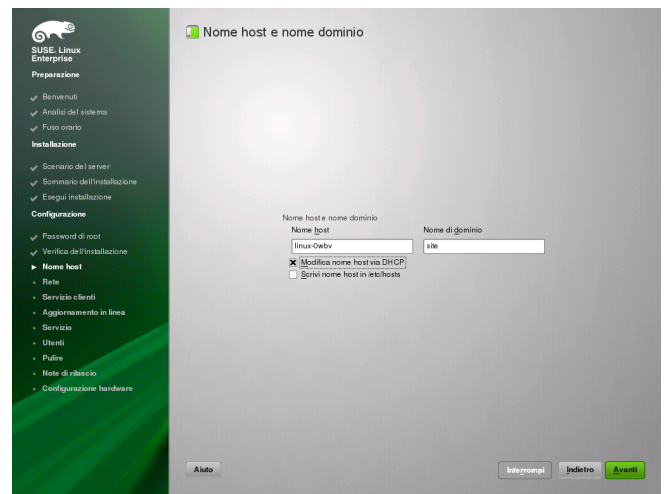 SUSE. Linux
Enterprise
Preparazione
Benvenuti
Analisi del sistema
Fuso orario
Installazione
Scenario del server
Sommario dell'installazione
Esegui installazione
Configurazione
Password di root
Verifica dell'installazione
Nome host
Rete
Servizio clienti
Aggiornamento in linea
Servizio
Utenti
Pulire
Note di rilascio
Configurazione hardware
Nome host e nome dominio
Nome host e nome dominio
Nome host
Nome di dominio
linux-0wbv
site
Modifica nome host via DHCP
Scrivi nome host in /etc/hosts
Aiuto
Interrompi
Indietro
Avanti